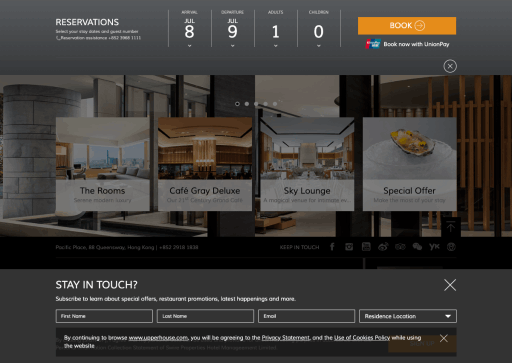 RESERVATIONS
Select your stay dates and guest number
Reservation assistance +852 3968 1111
ARRIVAL
JUL
8
DEPARTURE
JUL
9
ADULTS
1
CHILDREN
0
BOOK
Book now with UnionPay
The Rooms
Serene modern luxury
Café Gray Deluxe
Our 21st Century Grand Café
Sky Lounge
A magical venue for intimate ev..
Special Offer
Make the most of your stay
Pacific Place, 88 Queensway, Hong Kong | +852 2918 1838
KEEP IN TOUCH
STAY IN TOUCH?
Subscribe to learn about special offers, restaurant promotions, latest happenings and more.
First Name
Last Name
Email
Residence Location
By continuing to browse www.upperhouse.com, you will be agreeing to the Privacy Statement, and the Use of Cookies Policy while using
the website